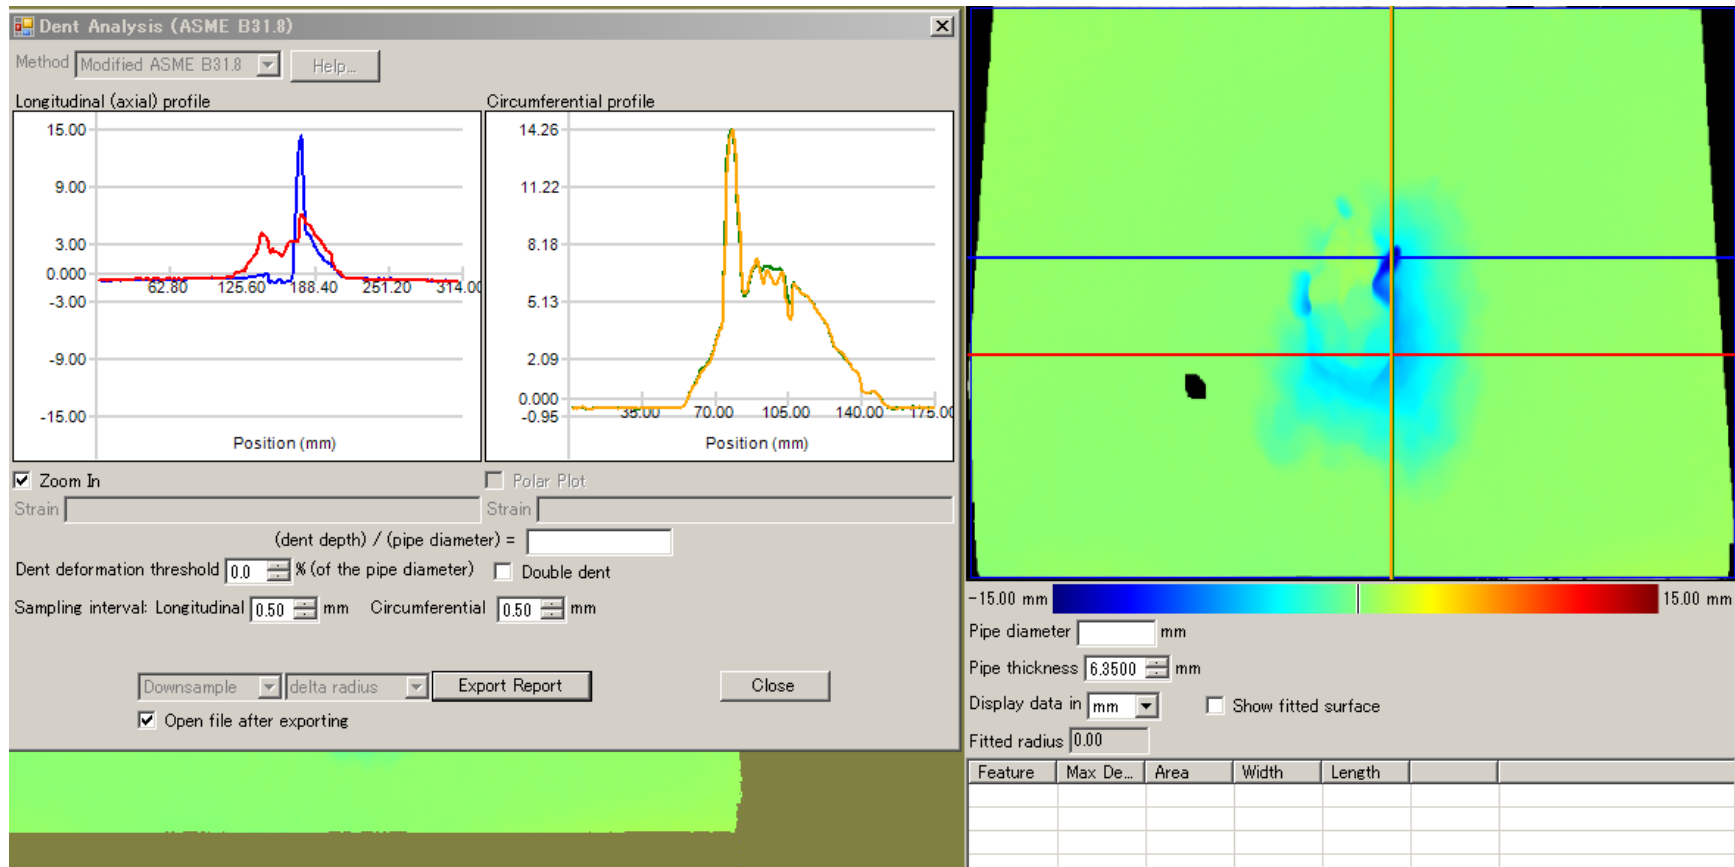 Dent Analysis (ASME B31.8)
Method Modified ASME B31.8 Help...
Longitudinal (axial) profile
15.00
9.00
3.00
0.000
-3.00
-9.00
-15.00
62.80 125.60 188.40 251.20 314.00
Position (mm)
Circumferential profile
14.26
11.22
8.18
5.13
2.09
0.000
-0.95
35.00 70.00 105.00 140.00 175.00
Position (mm)
Zoom In
Polar Plot
Strain
Strain
(dent depth) / (pipe diameter) =
Dent deformation threshold 0.0 % (of the pipe diameter) Double dent
Sampling interval: Longitudinal 0.50 mm Circumferential 0.50 mm
Downsample delta radius Export Report Close
Open file after exporting
-15.00 mm 15.00 mm
Pipe diameter mm
Pipe thickness 6.3500 mm
Display data in mm Show fitted surface
Fitted radius 0.00
Feature Max De... Area Width Length